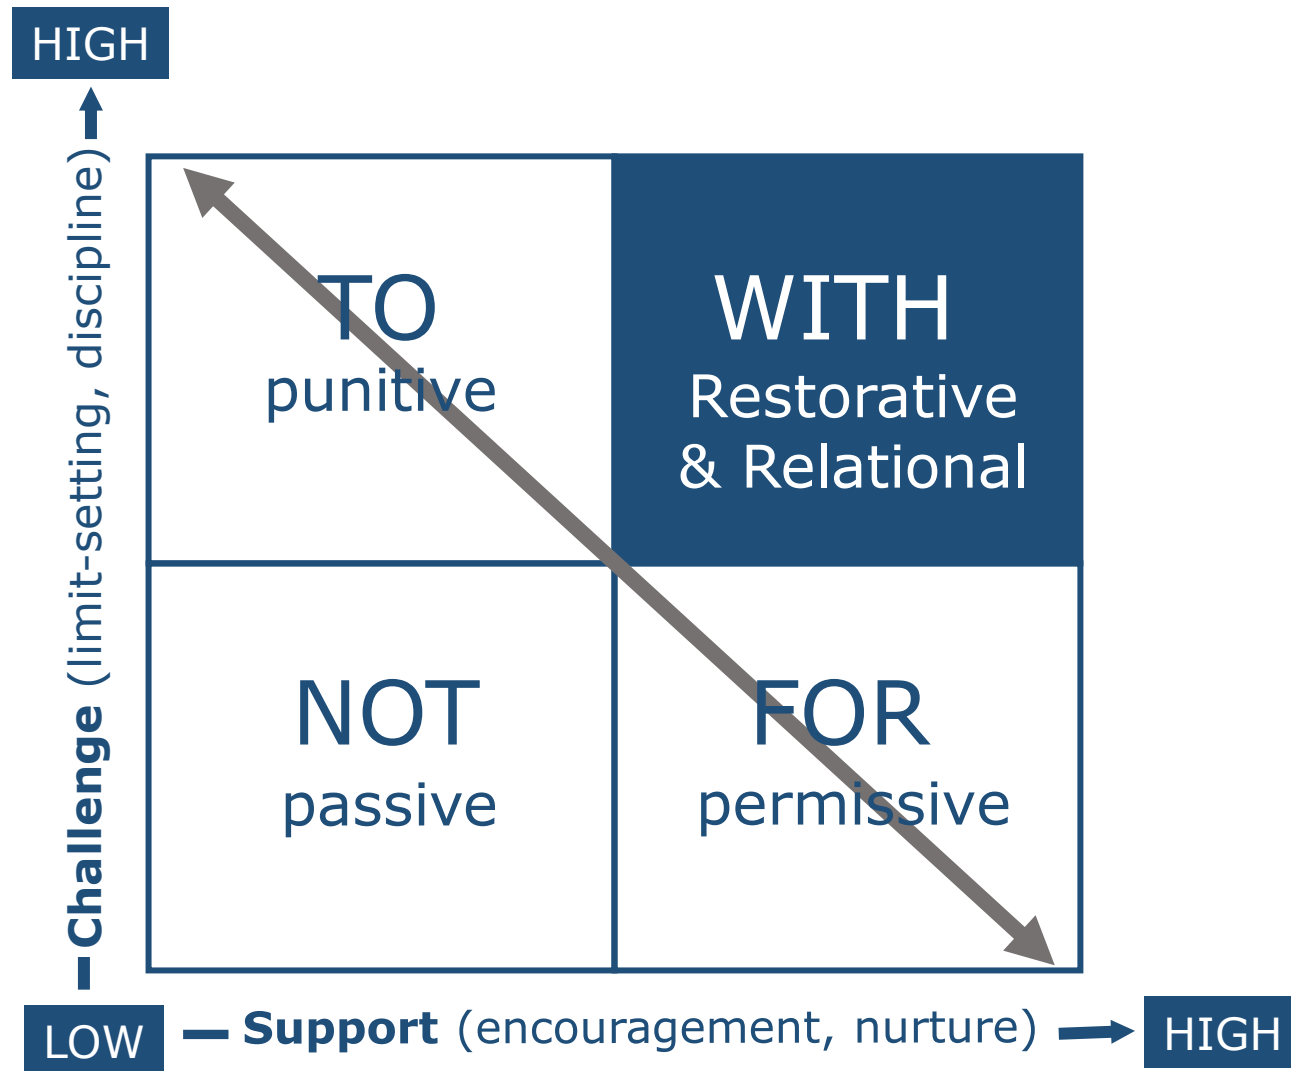 HIGH
Challenge (limit-setting, discipline)
TO
punitive
WITH
Restorative
& Relational
NOT
passive
FOR
permissive
LOW
Support (encouragement, nurture)
HIGH